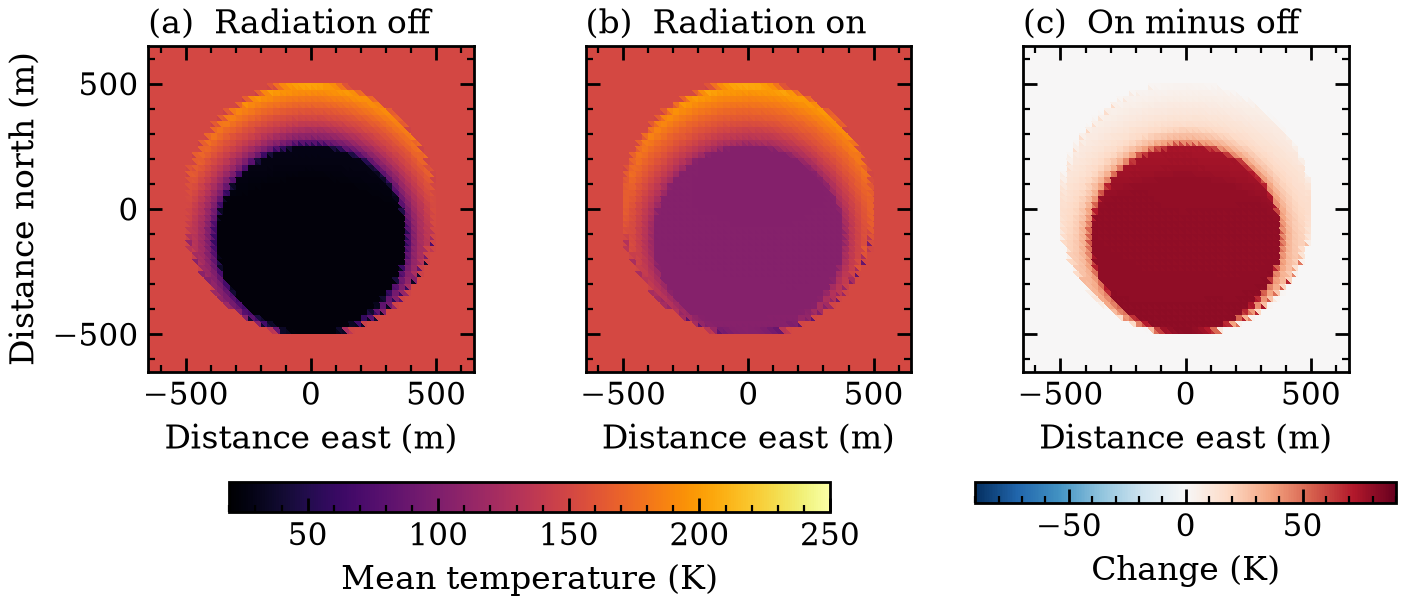 (a) Radiation off
(b) Radiation on
(c) On minus off
Distance north (m)
500
0
−500
−500 0 500
−500 0 500
−500 0 500
Distance east (m)
Distance east (m)
Distance east (m)
50 100 150 200 250
Mean temperature (K)
−50 0 50
Change (K)